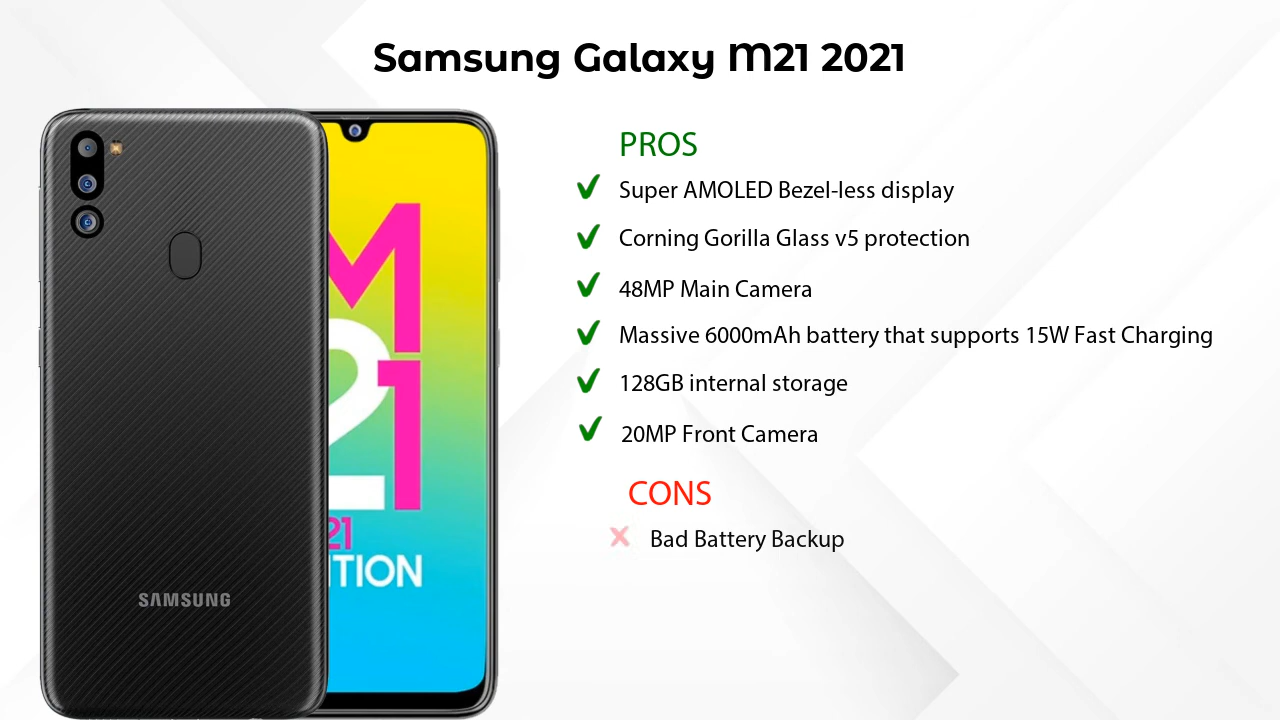 Samsung Galaxy M21 2021
PROS
Super AMOLED Bezel-less display
Corning Gorilla Glass v5 protection
48MP Main Camera
Massive 6000mAh battery that supports 15W Fast Charging
128GB internal storage
20MP Front Camera
CONS
Bad Battery Backup
M
21
21
ITION
SAMSUNG